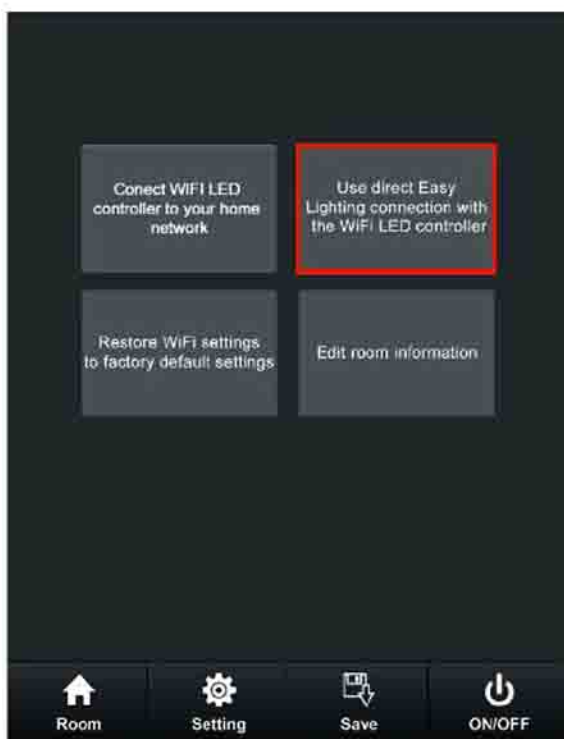 Conect WIFI LED
controller to your home
network
Use direct Easy
Lighting connection with
the WiFi LED controller
Restore WiFi settings
to factory default settings
Edit room information
Room
Setting
Save
ON/OFF